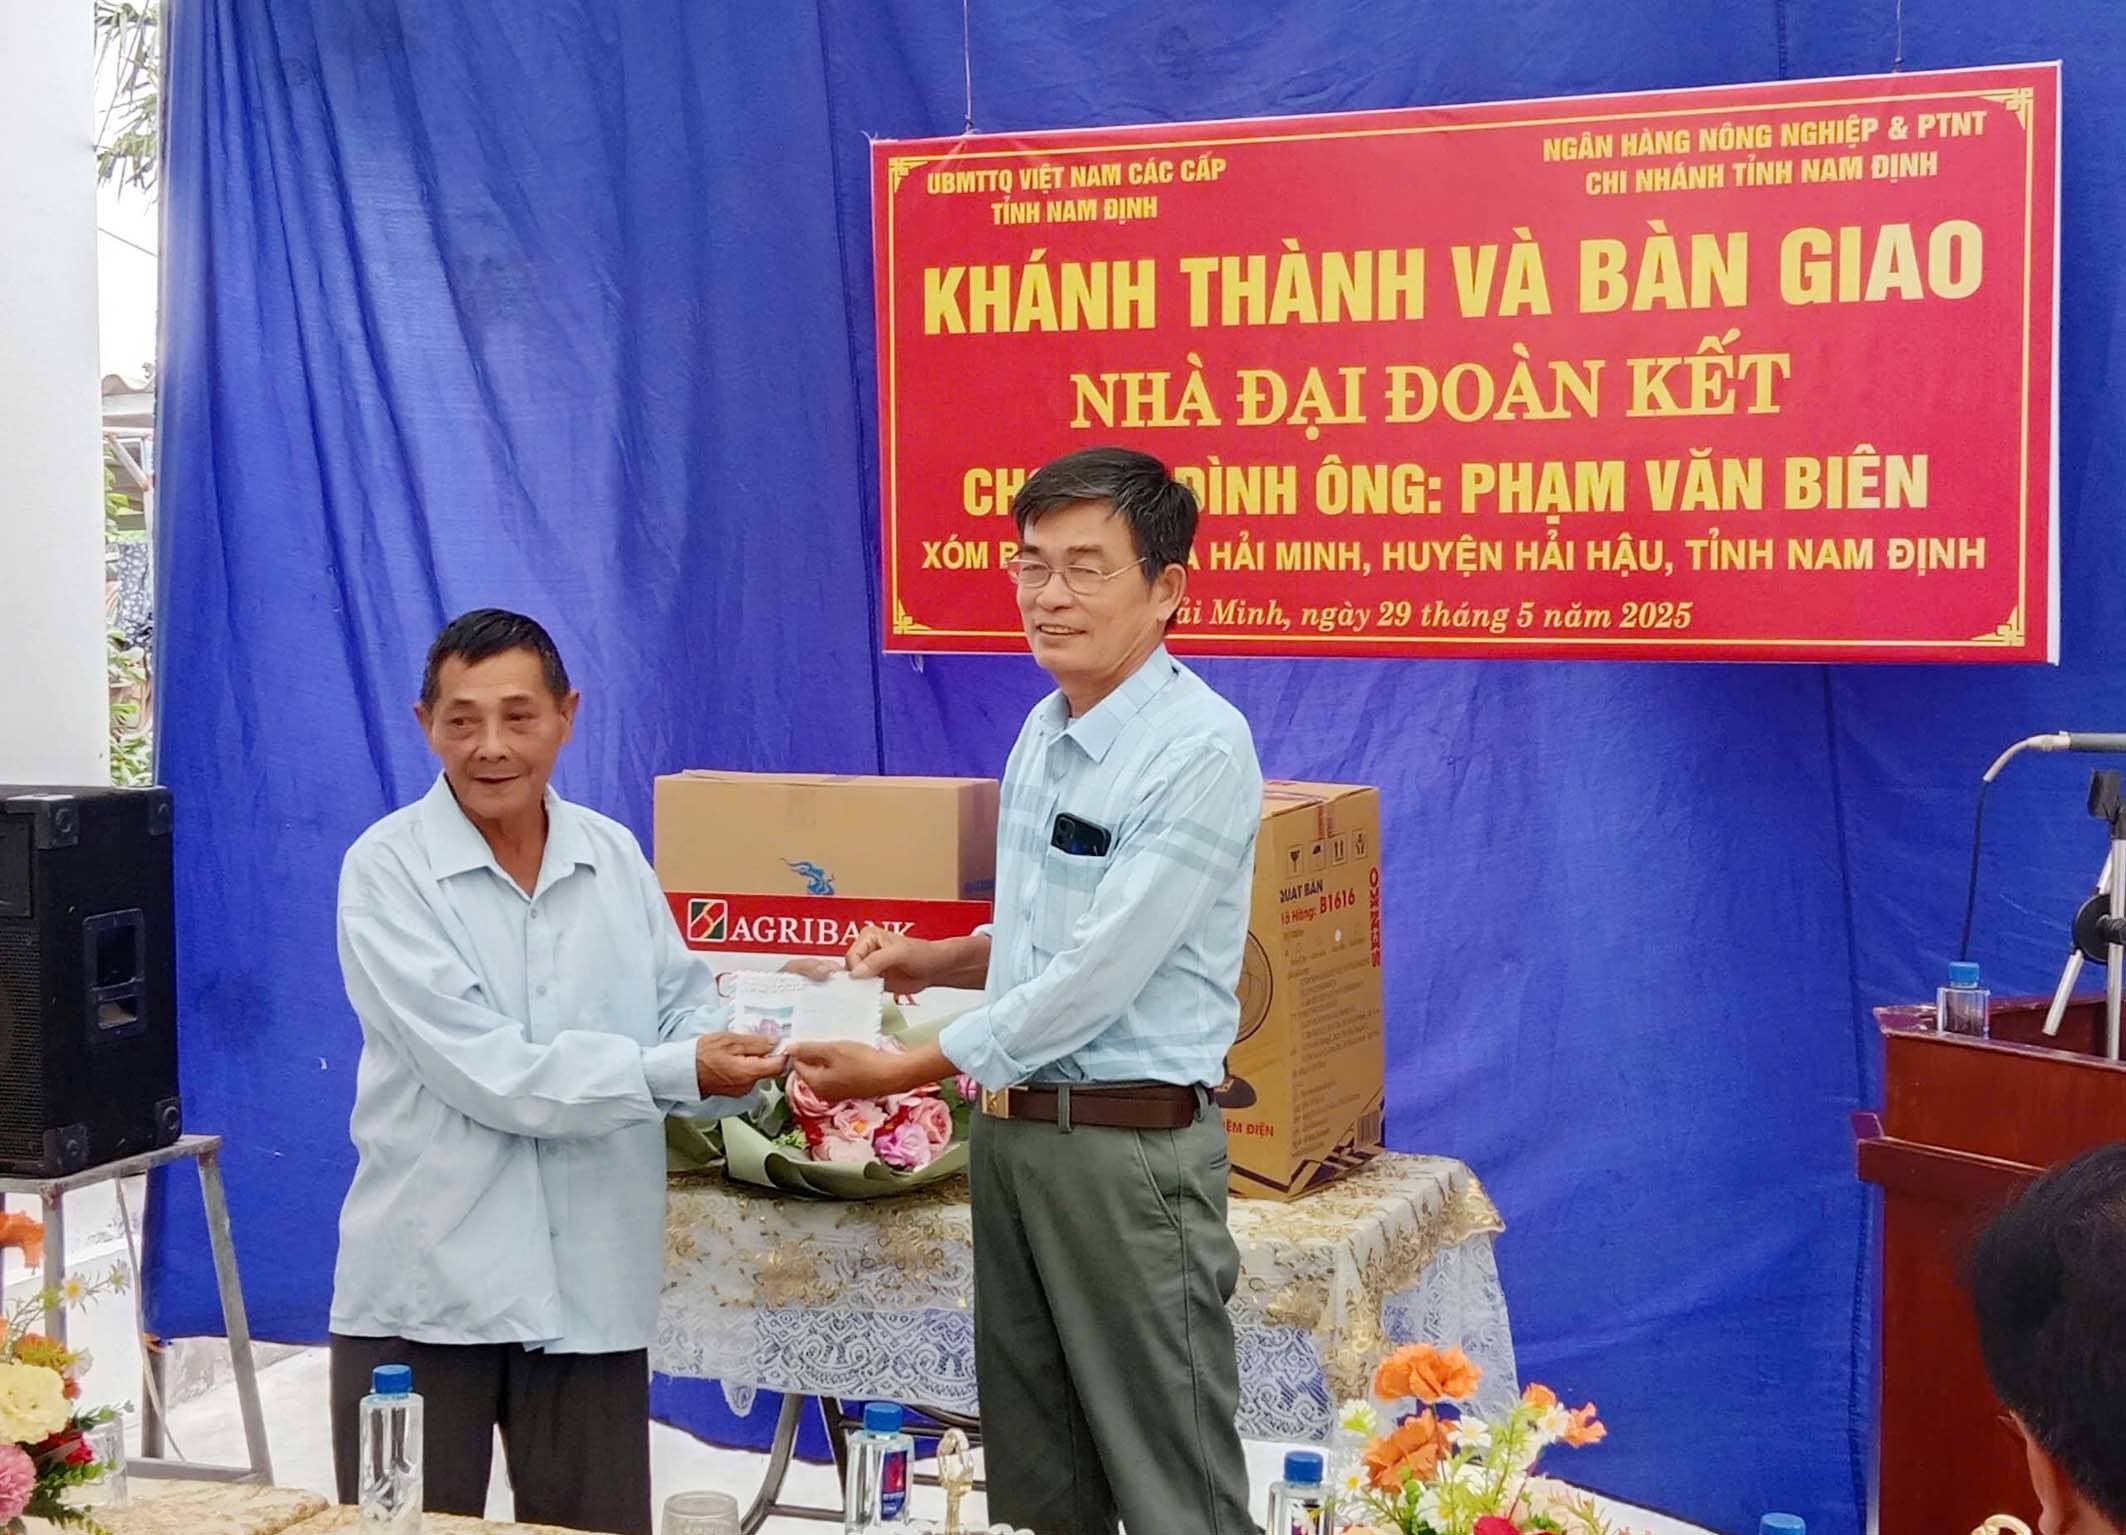 UBMTTQ VIỆT NAM CÁC CẤP
TỈNH NAM ĐỊNH
NGÂN HÀNG NÔNG NGHIỆP & PTNT
CHI NHÁNH TỈNH NAM ĐỊNH
KHÁNH THÀNH VÀ BÀN GIAO
NHÀ ĐẠI ĐOÀN KẾT
ĐÌNH ÔNG: PHẠM VĂN BIÊN
XÓM HẢI MINH, HUYỆN HẢI HẬU, TỈNH NAM ĐỊNH
Minh, ngày 29 tháng 5 năm 2025
AGRIBANK
QUẠT BÀN
Hàng: B1616
ĐIỆN